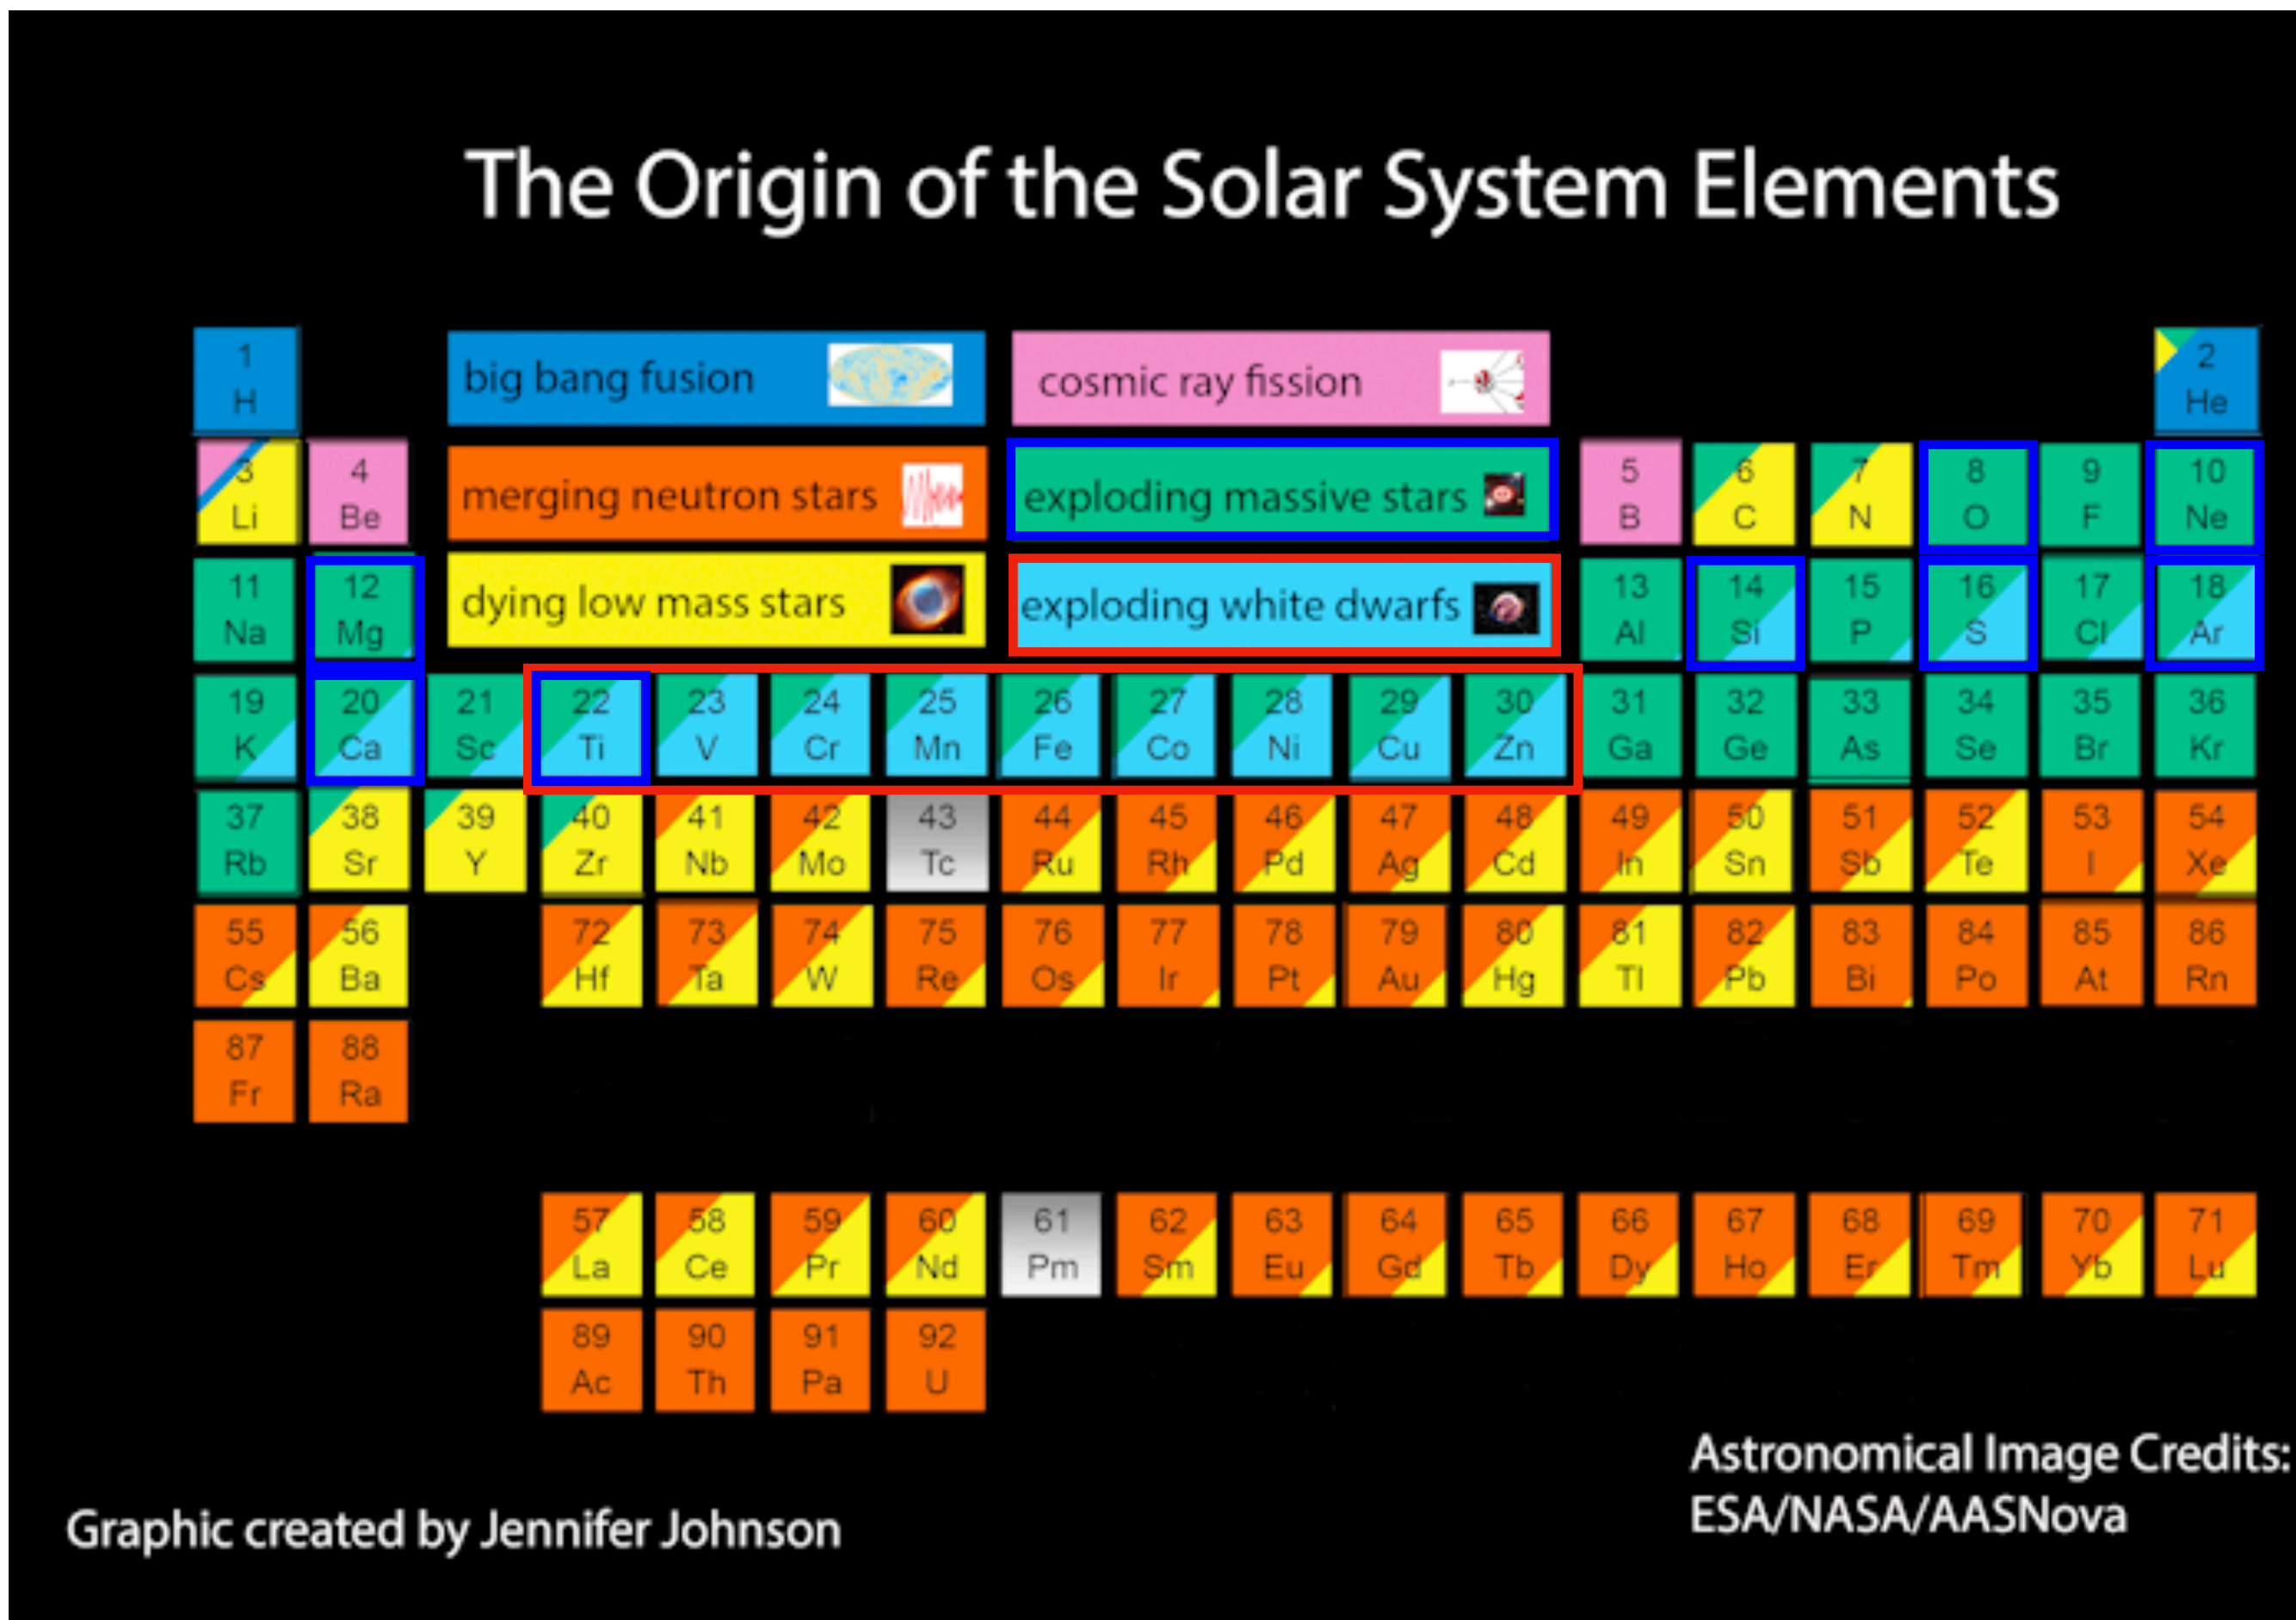 The Origin of the Solar System Elements
1 H
big bang fusion
cosmic ray fission
2 He
3 Li
4 Be
merging neutron stars
exploding massive stars
5 B
6 C
7 N
8 O
9 F
10 Ne
11 Na
12 Mg
dying low mass stars
exploding white dwarfs
13 Al
14 Si
15 P
16 S
17 Cl
18 Ar
19 K
20 Ca
21 Sc
22 Ti
23 V
24 Cr
25 Mn
26 Fe
27 Co
28 Ni
29 Cu
30 Zn
31 Ga
32 Ge
33 As
34 Se
35 Br
36 Kr
37 Rb
38 Sr
39 Y
40 Zr
41 Nb
42 Mo
43 Tc
44 Ru
45 Rh
46 Pd
47 Ag
48 Cd
49 In
50 Sn
51 Sb
52 Te
53 I
54 Xe
55 Cs
56 Ba
72 Hf
73 Ta
74 W
75 Re
76 Os
77 Ir
78 Pt
79 Au
80 Hg
81 Tl
82 Pb
83 Bi
84 Po
85 At
86 Rn
87 Fr
88 Ra
57 La
58 Ce
59 Pr
60 Nd
61 Pm
62 Sm
63 Eu
64 Gd
65 Tb
66 Dy
67 Ho
68 Er
69 Tm
70 Yb
71 Lu
89 Ac
90 Th
91 Pa
92 U
Graphic created by Jennifer Johnson
Astronomical Image Credits:
ESA/NASA/AASNova